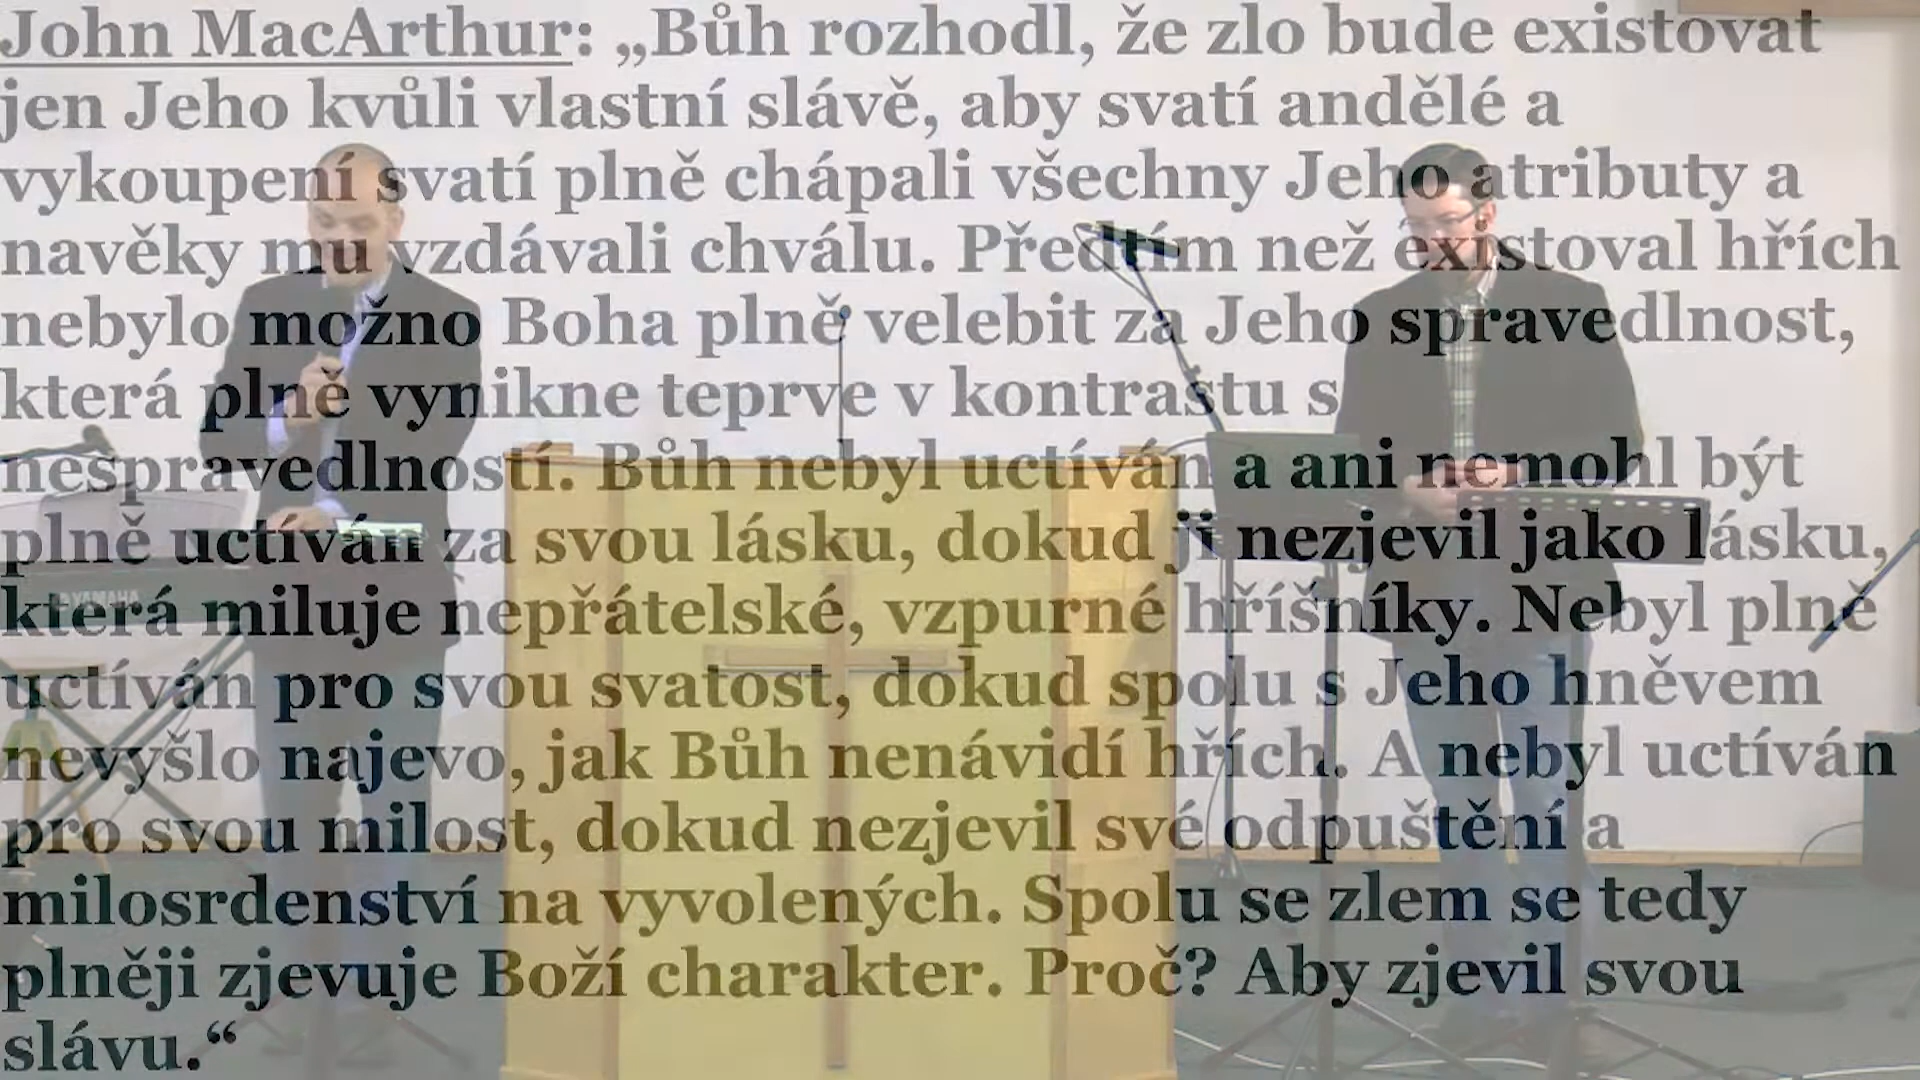 John MacArthur: „Bůh rozhodl, že zlo bude existovat
jen Jeho kvůli vlastní slávě, aby svatí andělé a
vykoupení svatí plně chápali všechny Jeho atributy a
navěky mu vzdávali chválu. Předtím než existoval hřích
nebylo možno Boha plně velebit za Jeho spravedlnost,
která plně vynikne teprve v kontrastu s
nespravedlností. Bůh nebyl uctíván a ani nemohl být
plně uctíván za svou lásku, dokud ji nezjevil jako lásku,
která miluje nepřátelské, vzpurné hříšníky. Nebyl plně
uctíván pro svou svatost, dokud spolu s Jeho hněvem
nevyšlo najevo, jak Bůh nenávidí hřích. A nebyl uctíván
pro svou milost, dokud nezjevil své odpuštění a
milosrdenství na vyvolených. Spolu se zlem se tedy
plněji zjevuje Boží charakter. Proč? Aby zjevil svou
slávu.“
YAMAHA